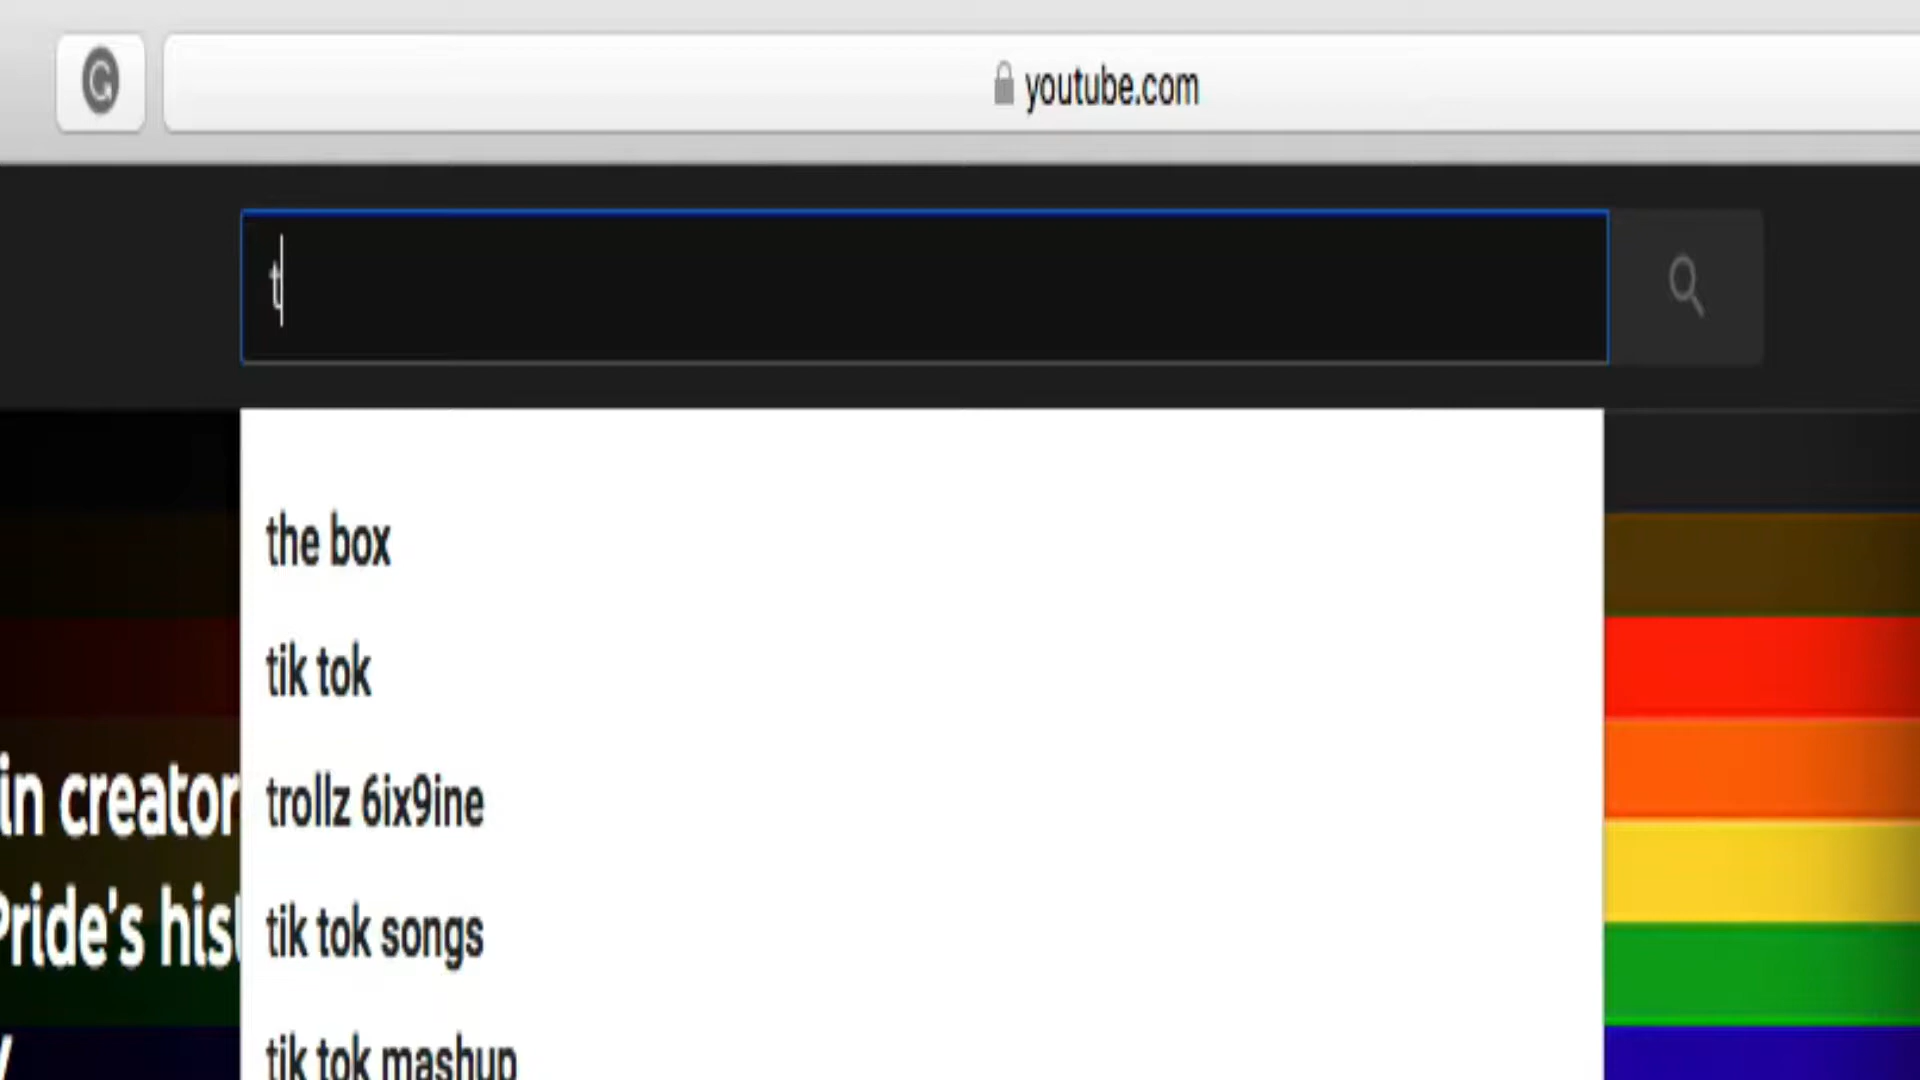 youtube.com
t
the box
tik tok
trollz 6ix9ine
tik tok songs
tik tok mashup
in creator
Pride's his